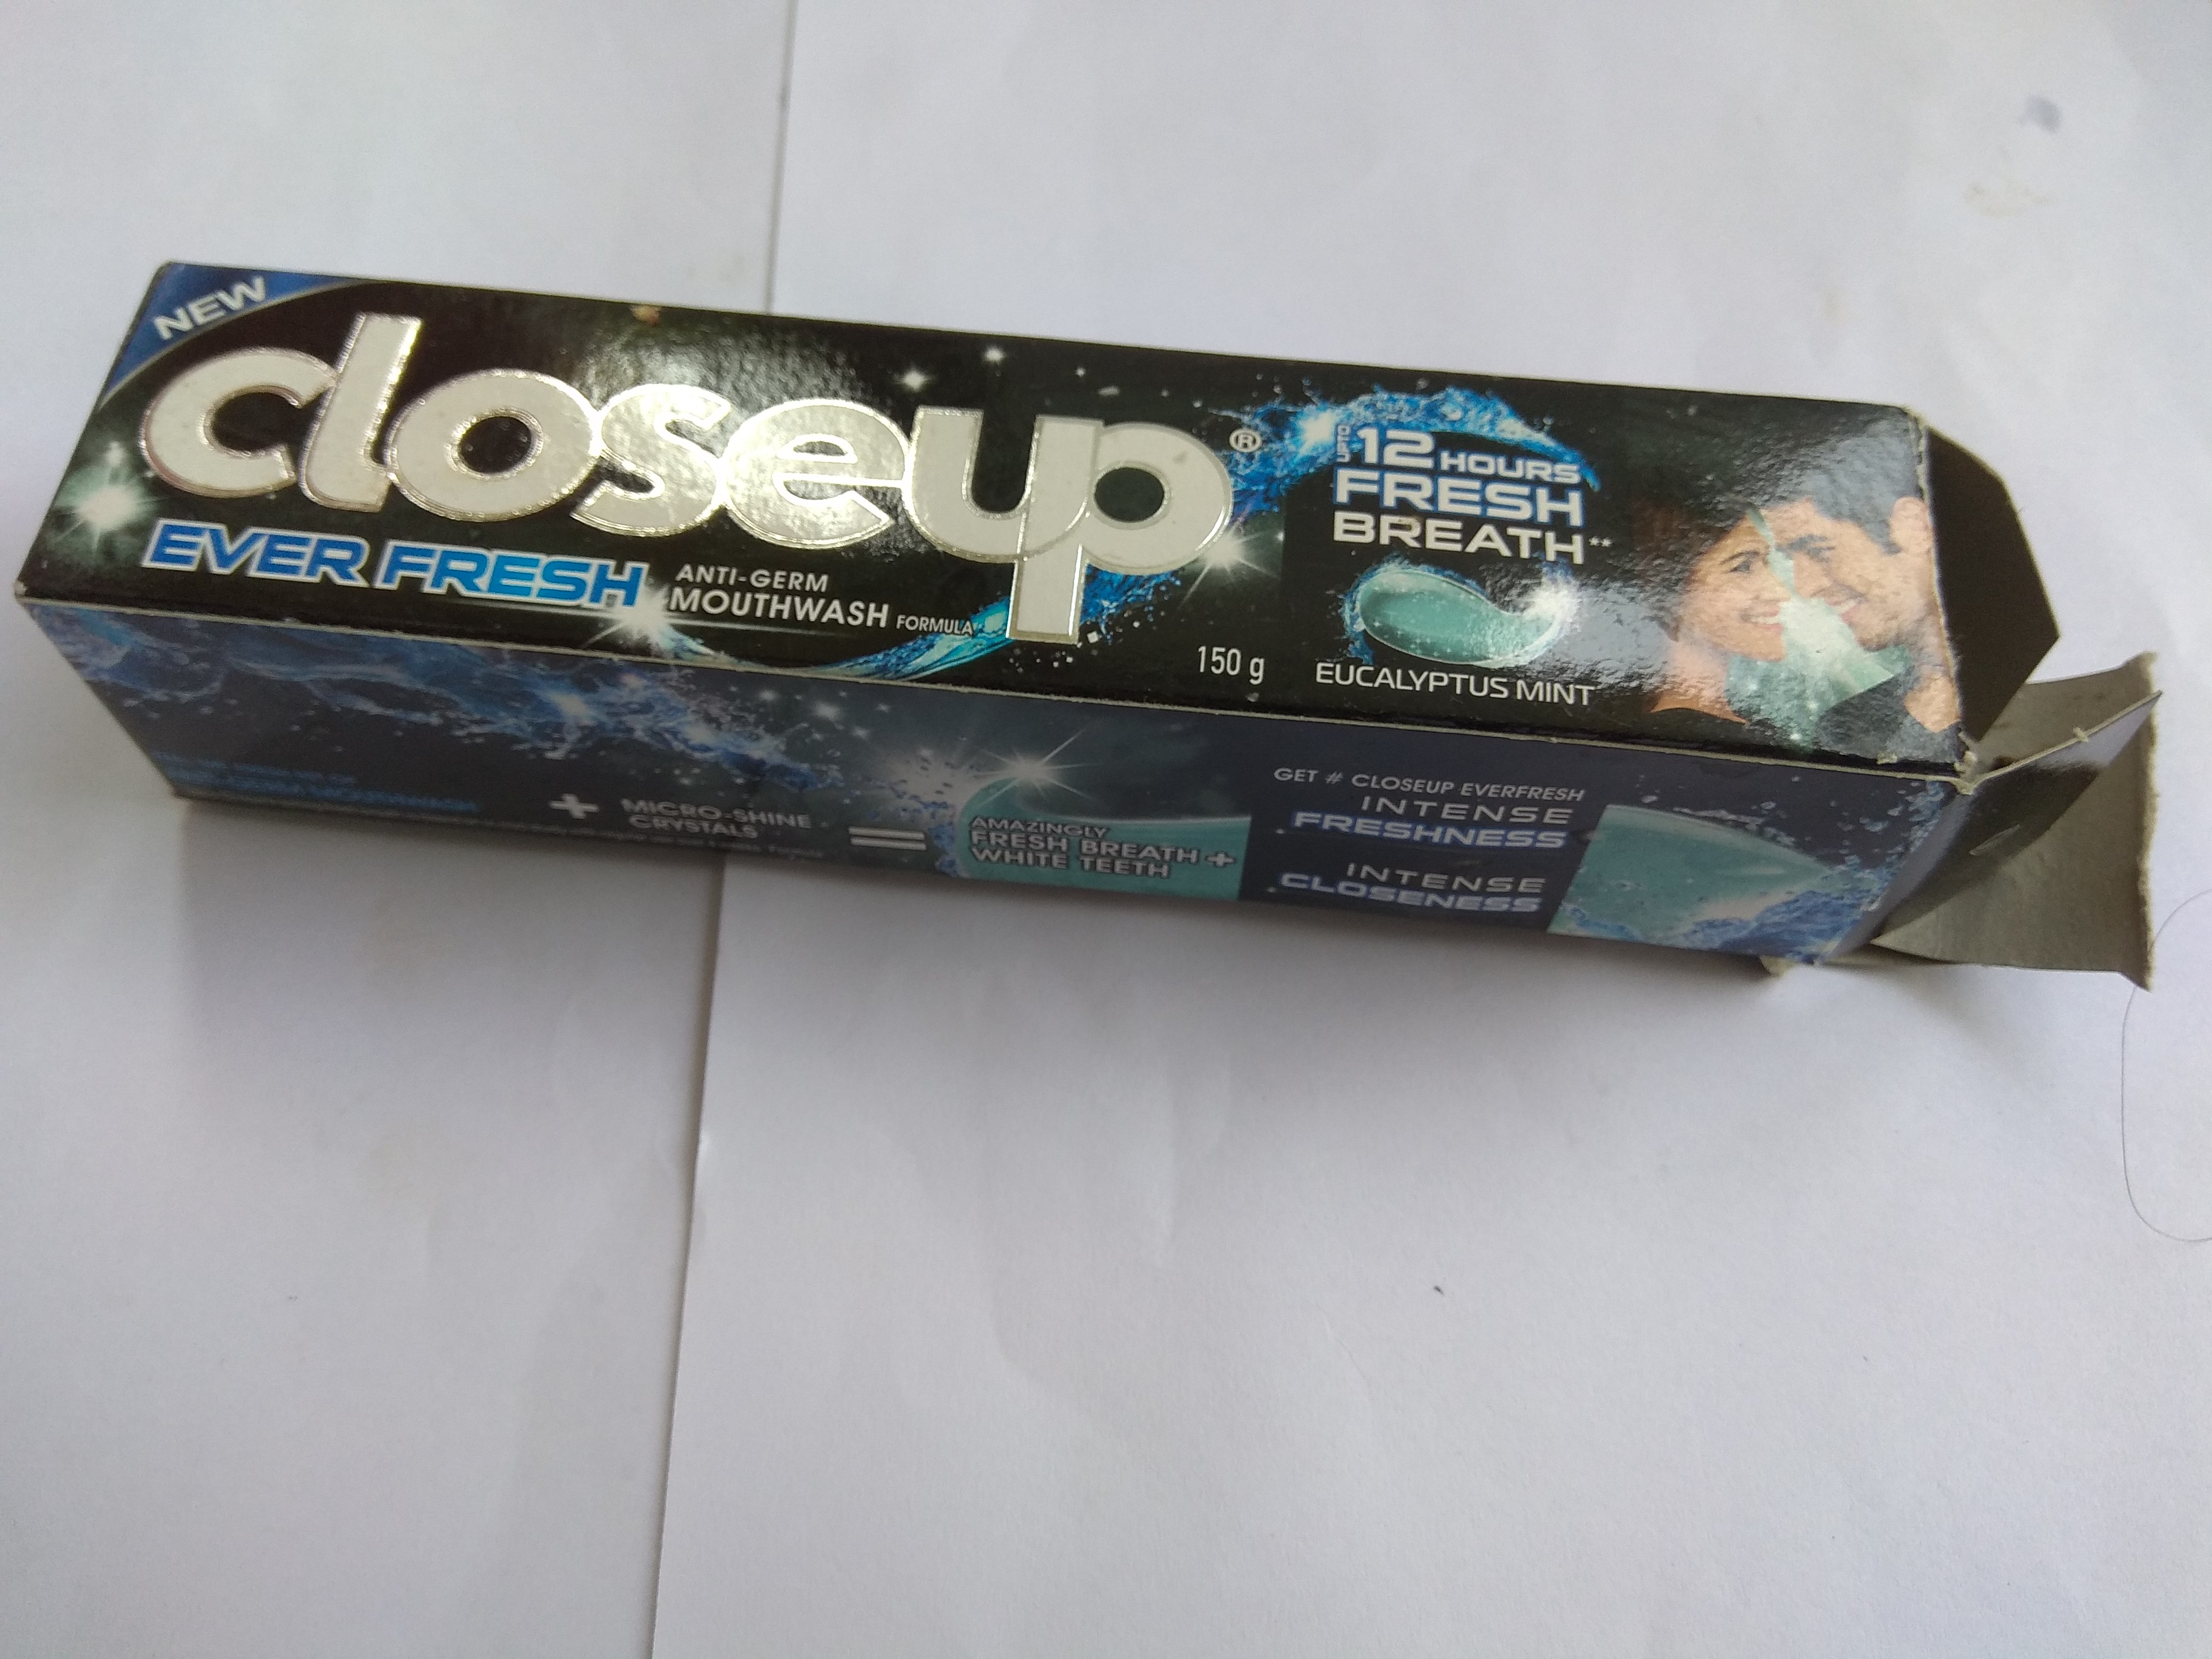 NEW
closeup®
EVER FRESH
ANTI-GERM
MOUTHWASH FORMULA
UPTO
12 HOURS
FRESH
BREATH**
150 g
EUCALYPTUS MINT
+ MICRO-SHINE
CRYSTALS
=
AMAZINGLY
FRESH BREATH +
WHITE TEETH
GET # CLOSEUP EVERFRESH
INTENSE
FRESHNESS
INTENSE
CLOSENESS